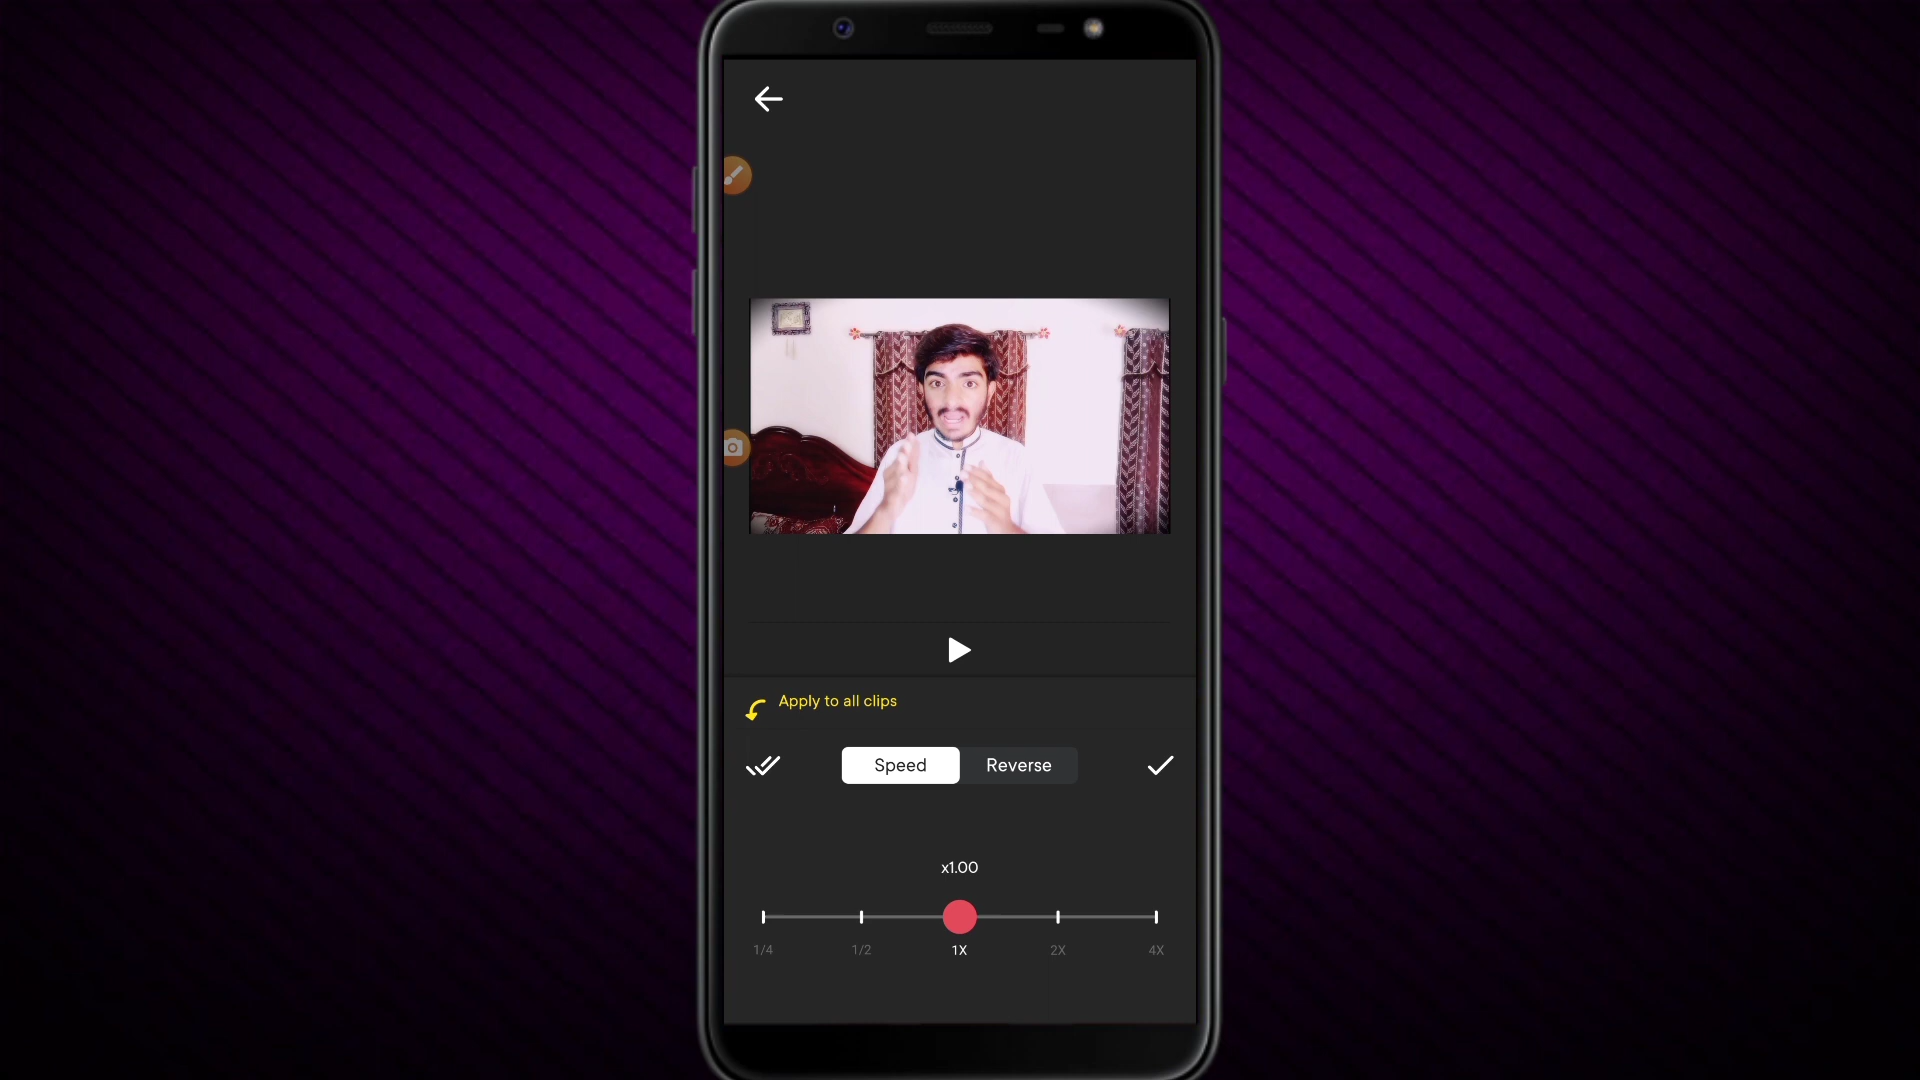 Apply to all clips
Speed Reverse
x1.00
1/4 1/2 1X 2X 4X